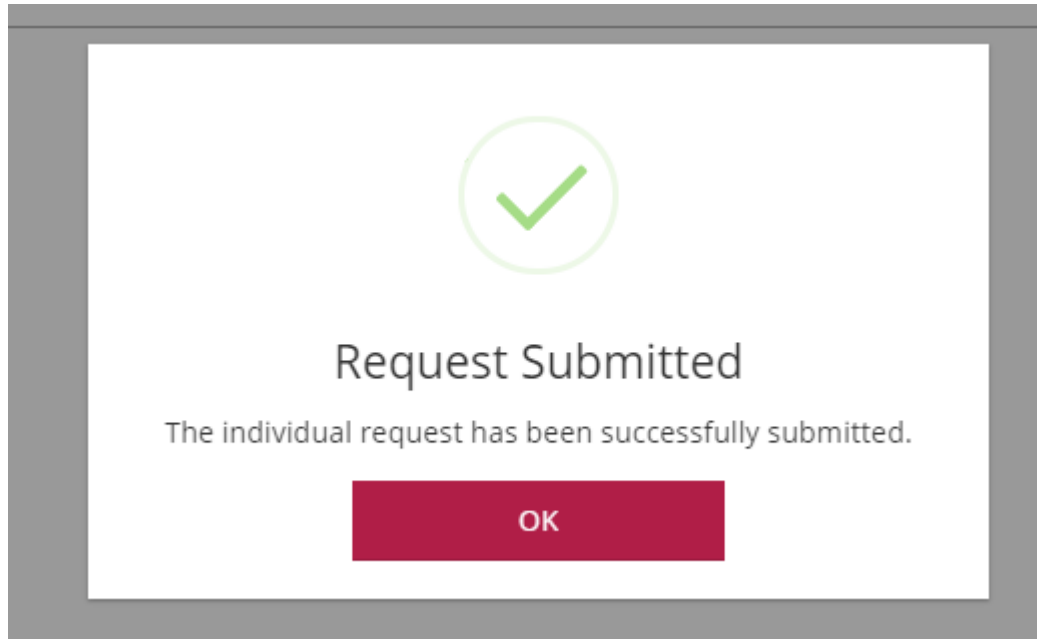 Request Submitted
The individual request has been successfully submitted.
OK